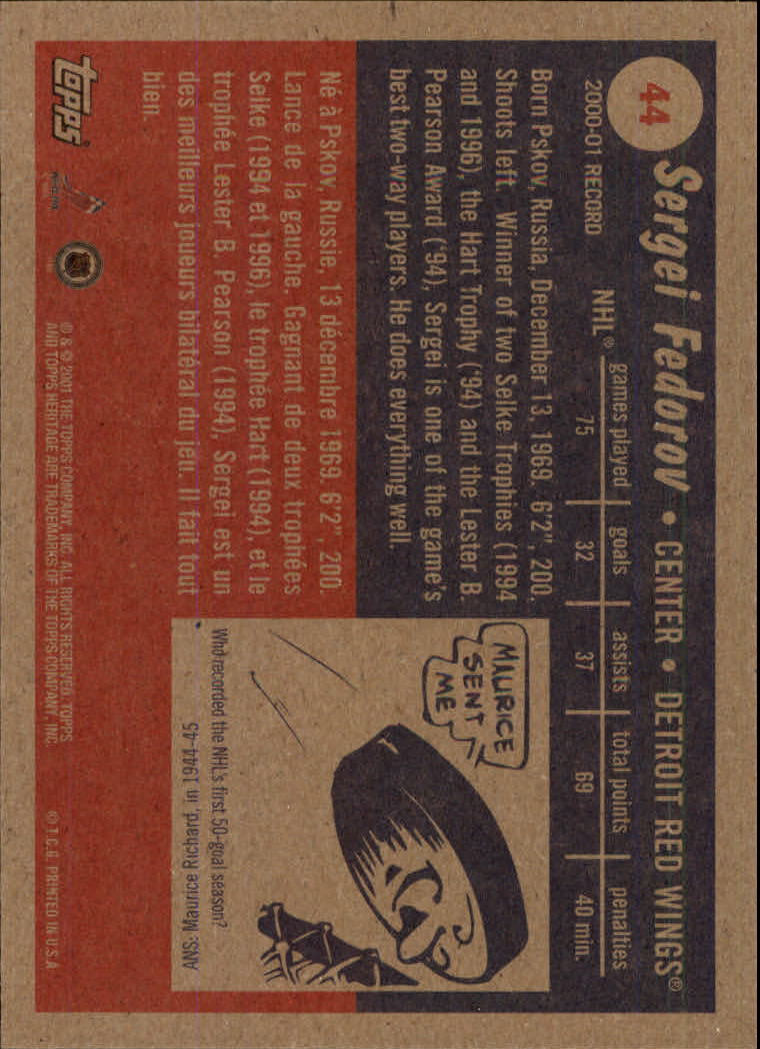 44
Sergei Fedorov • CENTER • DETROIT RED WINGS®
2000-01 RECORD
games played goals assists total points penalties
NHL® 75 32 37 69 40 min.
Born Pskov, Russia, December 13, 1969. 6'2", 200.
Shoots left. Winner of two Selke Trophies (1994
and 1996), the Hart Trophy ('94) and the Lester B.
Pearson Award ('94), Sergei is one of the game's
best two-way players. He does everything well.
Né à Pskov, Russie, 13 décembre 1969. 6'2", 200.
Lance de la gauche. Gagnant de deux trophées
Selke (1994 et 1996), le trophée Hart (1994), et le
trophée Lester B. Pearson (1994), Sergei est un
des meilleurs joueurs bilatéral du jeu. Il fait tout
bien.
MAURICE
SENT
ME
Who recorded the NHL's first 50-goal season?
ANS: Maurice Richard, in 1944-45
topps
® & © 2001 THE TOPPS COMPANY, INC. ALL RIGHTS RESERVED. TOPPS
AND TOPPS HERITAGE ARE TRADEMARKS OF THE TOPPS COMPANY, INC.
© T.C.G. PRINTED IN U.S.A